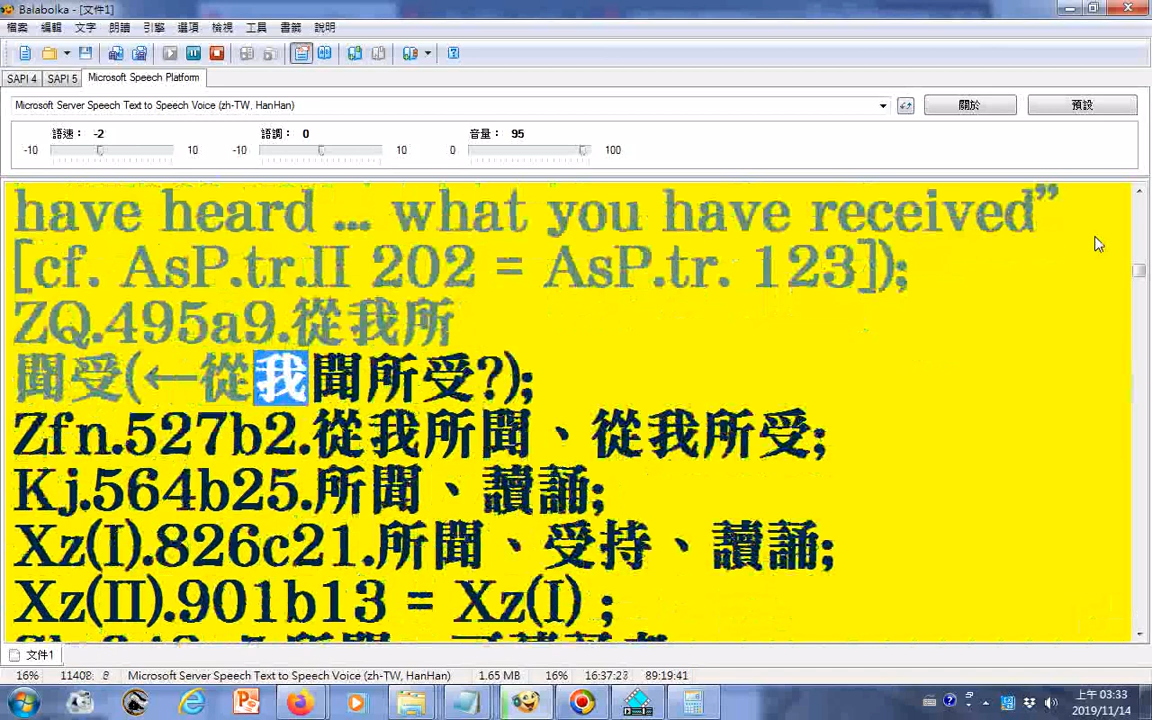 Balabolka - [文件1]
檔案 編輯 文字 朗讀 引擎 選項 檢視 工具 書籤 說明
SAPI 4 SAPI 5 Microsoft Speech Platform
Microsoft Server Speech Text to Speech Voice (zh-TW, HanHan)
關於 預設
語速： -2 語調： 0 音量： 95
-10 10 -10 10 0 100
have heard ... what you have received”
[cf. AsP.tr.II 202 = AsP.tr. 123]);
ZQ.495a9.從我所
聞受(←從我聞所受?);
Zfn.527b2.從我所聞、從我所受;
Kj.564b25.所聞、讀誦;
Xz(I).826c21.所聞、受持、讀誦;
Xz(II).901b13 = Xz(I) ;
文件1
16% Microsoft Server Speech Text to Speech Voice (zh-TW, HanHan) 1.65 MB 16% 16:37:23 89:19:41
上午 03:33
2019/11/14